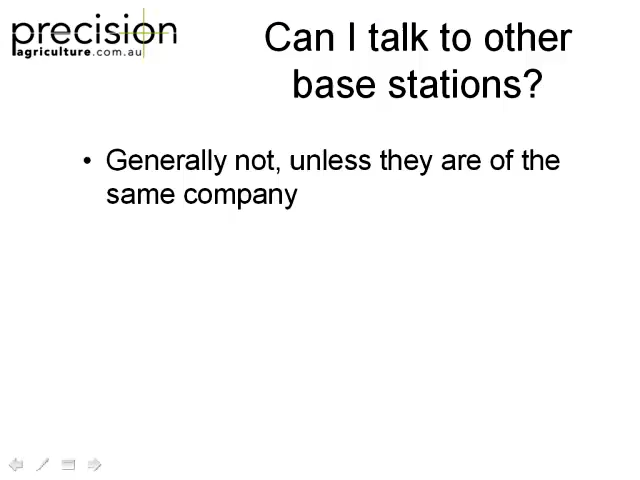 precision
agriculture.com.au
Can I talk to other
base stations?
• Generally not, unless they are of the
same company